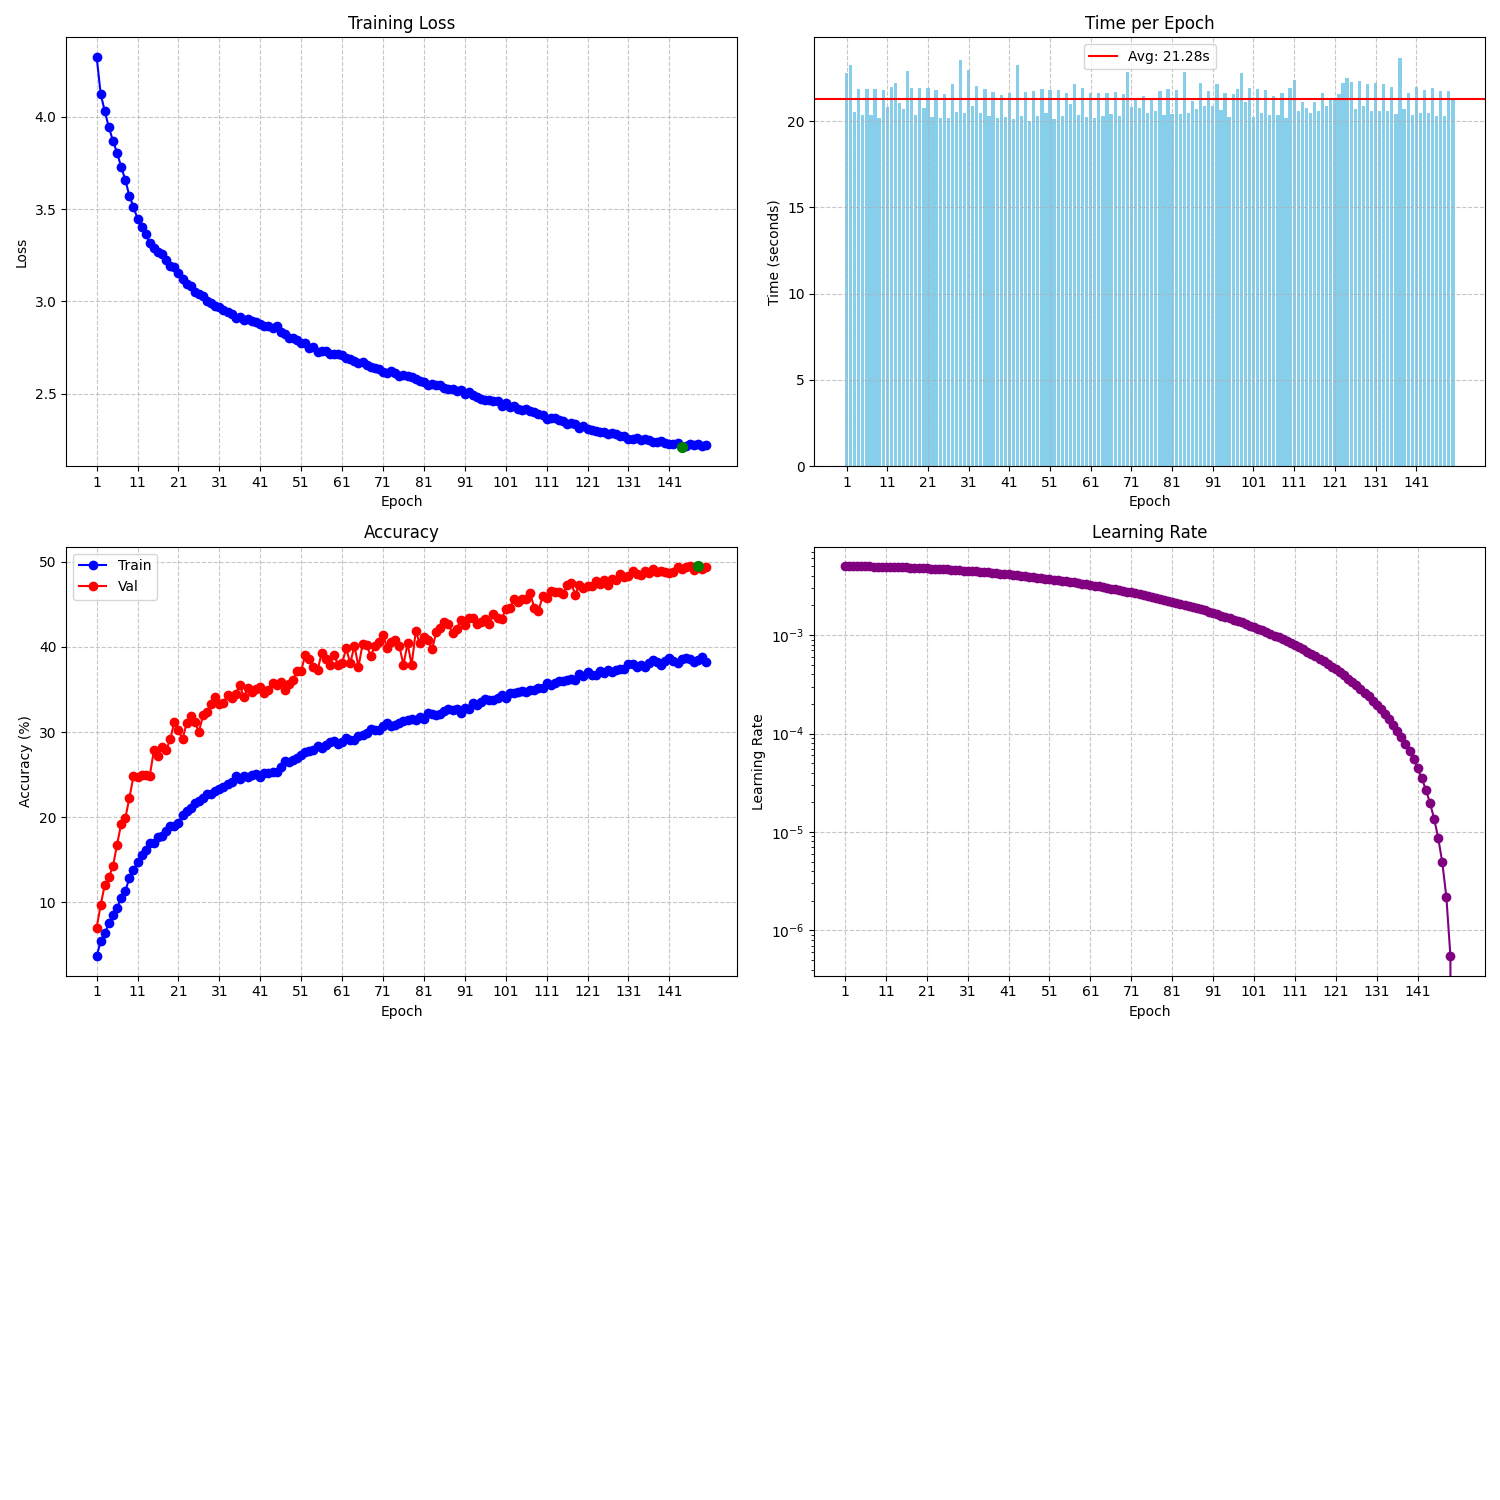 Training Loss
4.0
3.5
3.0
2.5
Loss
1 11 21 31 41 51 61 71 81 91 101 111 121 131 141
Epoch
Time per Epoch
Avg: 21.28s
20
15
10
5
0
Time (seconds)
1 11 21 31 41 51 61 71 81 91 101 111 121 131 141
Epoch
Accuracy
Train
Val
50
40
30
20
10
Accuracy (%)
1 11 21 31 41 51 61 71 81 91 101 111 121 131 141
Epoch
Learning Rate
10⁻³
10⁻⁴
10⁻⁵
10⁻⁶
Learning Rate
1 11 21 31 41 51 61 71 81 91 101 111 121 131 141
Epoch